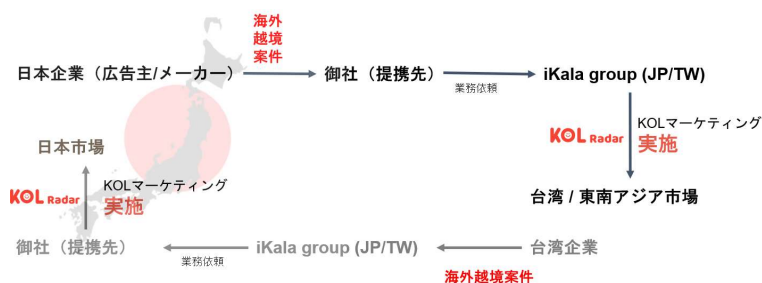 海外
越境
案件
日本企業（広告主/メーカー）
御社（提携先）
業務依頼
iKala group (JP/TW)
KOL Radar
KOLマーケティング
実施
台湾 / 東南アジア市場
日本市場
KOL Radar
KOLマーケティング
実施
御社（提携先）
業務依頼
iKala group (JP/TW)
台湾企業
海外越境案件